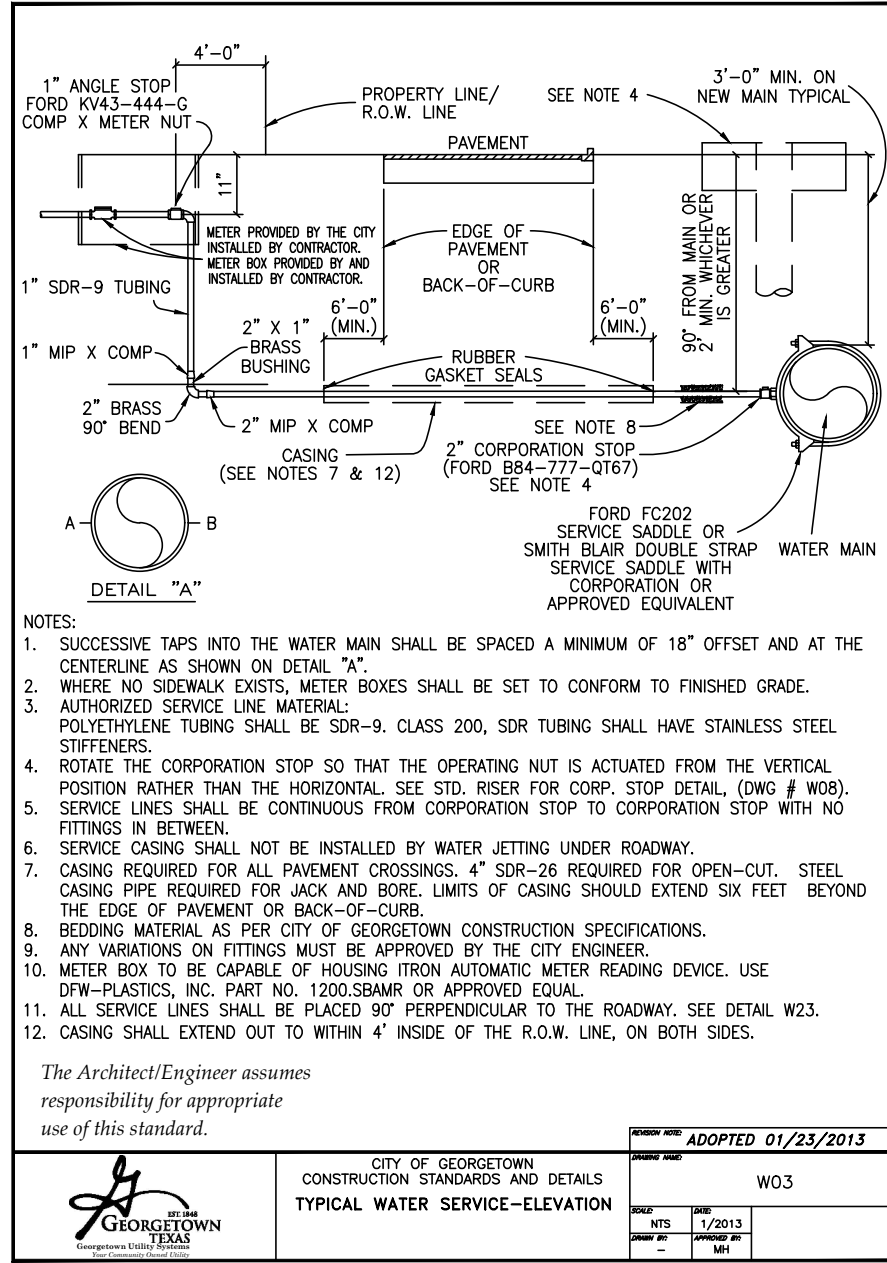 4'-0"
1" ANGLE STOP
FORD KV43-444-G
COMP X METER NUT
PROPERTY LINE/
R.O.W. LINE
SEE NOTE 4
3'-0" MIN. ON
NEW MAIN TYPICAL
PAVEMENT
11"
METER PROVIDED BY THE CITY
INSTALLED BY CONTRACTOR.
METER BOX PROVIDED BY AND
INSTALLED BY CONTRACTOR.
EDGE OF
PAVEMENT
OR
BACK-OF-CURB
90° FROM MAIN OR
2' MIN. WHICHEVER
IS GREATER
1" SDR-9 TUBING
6'-0"
(MIN.)
6'-0"
(MIN.)
2" X 1"
BRASS
BUSHING
1" MIP X COMP
RUBBER
GASKET SEALS
2" BRASS
90° BEND
2" MIP X COMP
SEE NOTE 8
CASING
(SEE NOTES 7 & 12)
2" CORPORATION STOP
(FORD B84-777-QT67)
SEE NOTE 4
A
B
DETAIL "A"
FORD FC202
SERVICE SADDLE OR
SMITH BLAIR DOUBLE STRAP
SERVICE SADDLE WITH
CORPORATION OR
APPROVED EQUIVALENT
WATER MAIN
NOTES:
1. SUCCESSIVE TAPS INTO THE WATER MAIN SHALL BE SPACED A MINIMUM OF 18" OFFSET AND AT THE
CENTERLINE AS SHOWN ON DETAIL "A".
2. WHERE NO SIDEWALK EXISTS, METER BOXES SHALL BE SET TO CONFORM TO FINISHED GRADE.
3. AUTHORIZED SERVICE LINE MATERIAL:
POLYETHYLENE TUBING SHALL BE SDR-9. CLASS 200, SDR TUBING SHALL HAVE STAINLESS STEEL
STIFFENERS.
4. ROTATE THE CORPORATION STOP SO THAT THE OPERATING NUT IS ACTUATED FROM THE VERTICAL
POSITION RATHER THAN THE HORIZONTAL. SEE STD. RISER FOR CORP. STOP DETAIL, (DWG # W08).
5. SERVICE LINES SHALL BE CONTINUOUS FROM CORPORATION STOP TO CORPORATION STOP WITH NO
FITTINGS IN BETWEEN.
6. SERVICE CASING SHALL NOT BE INSTALLED BY WATER JETTING UNDER ROADWAY.
7. CASING REQUIRED FOR ALL PAVEMENT CROSSINGS. 4" SDR-26 REQUIRED FOR OPEN-CUT. STEEL
CASING PIPE REQUIRED FOR JACK AND BORE. LIMITS OF CASING SHOULD EXTEND SIX FEET BEYOND
THE EDGE OF PAVEMENT OR BACK-OF-CURB.
8. BEDDING MATERIAL AS PER CITY OF GEORGETOWN CONSTRUCTION SPECIFICATIONS.
9. ANY VARIATIONS ON FITTINGS MUST BE APPROVED BY THE CITY ENGINEER.
10. METER BOX TO BE CAPABLE OF HOUSING ITRON AUTOMATIC METER READING DEVICE. USE
DFW-PLASTICS, INC. PART NO. 1200.SBAMR OR APPROVED EQUAL.
11. ALL SERVICE LINES SHALL BE PLACED 90° PERPENDICULAR TO THE ROADWAY. SEE DETAIL W23.
12. CASING SHALL EXTEND OUT TO WITHIN 4' INSIDE OF THE R.O.W. LINE, ON BOTH SIDES.
The Architect/Engineer assumes
responsibility for appropriate
use of this standard.
REVISION NOTE: ADOPTED 01/23/2013
EST. 1848
GEORGETOWN
TEXAS
Georgetown Utility Systems
Your Community Owned Utility
CITY OF GEORGETOWN
CONSTRUCTION STANDARDS AND DETAILS
TYPICAL WATER SERVICE-ELEVATION
DRAWING NAME:
W03
SCALE:
NTS
DATE:
1/2013
DRAWN BY:
-
APPROVED BY:
MH